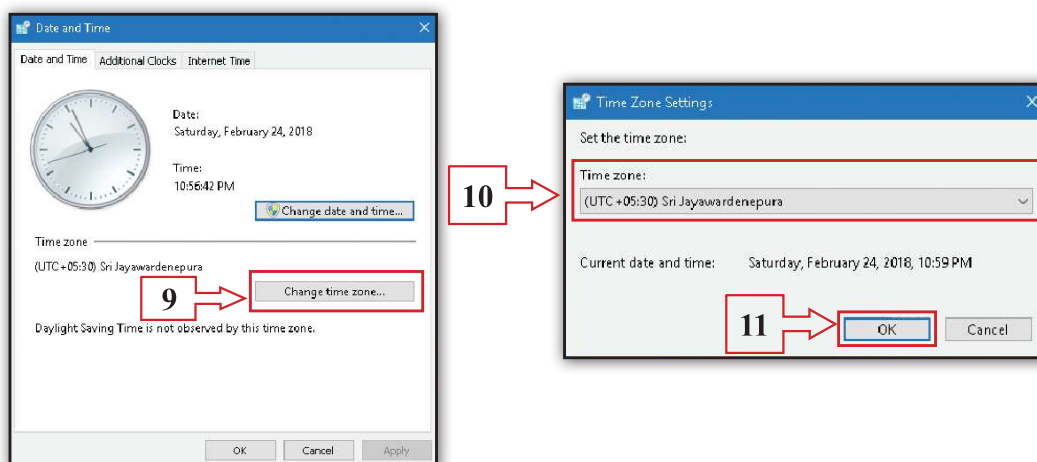 Date and Time
Date and Time Additional Clocks Internet Time
Date:
Saturday, February 24, 2018
Time:
10:56:42 PM
Change date and time...
Time zone
(UTC+05:30) Sri Jayawardenepura
9
Change time zone...
Daylight Saving Time is not observed by this time zone.
OK Cancel Apply
Time Zone Settings
Set the time zone:
10
Time zone:
(UTC +05:30) Sri Jayawardenepura
Current date and time: Saturday, February 24, 2018, 10:59 PM
11
OK Cancel